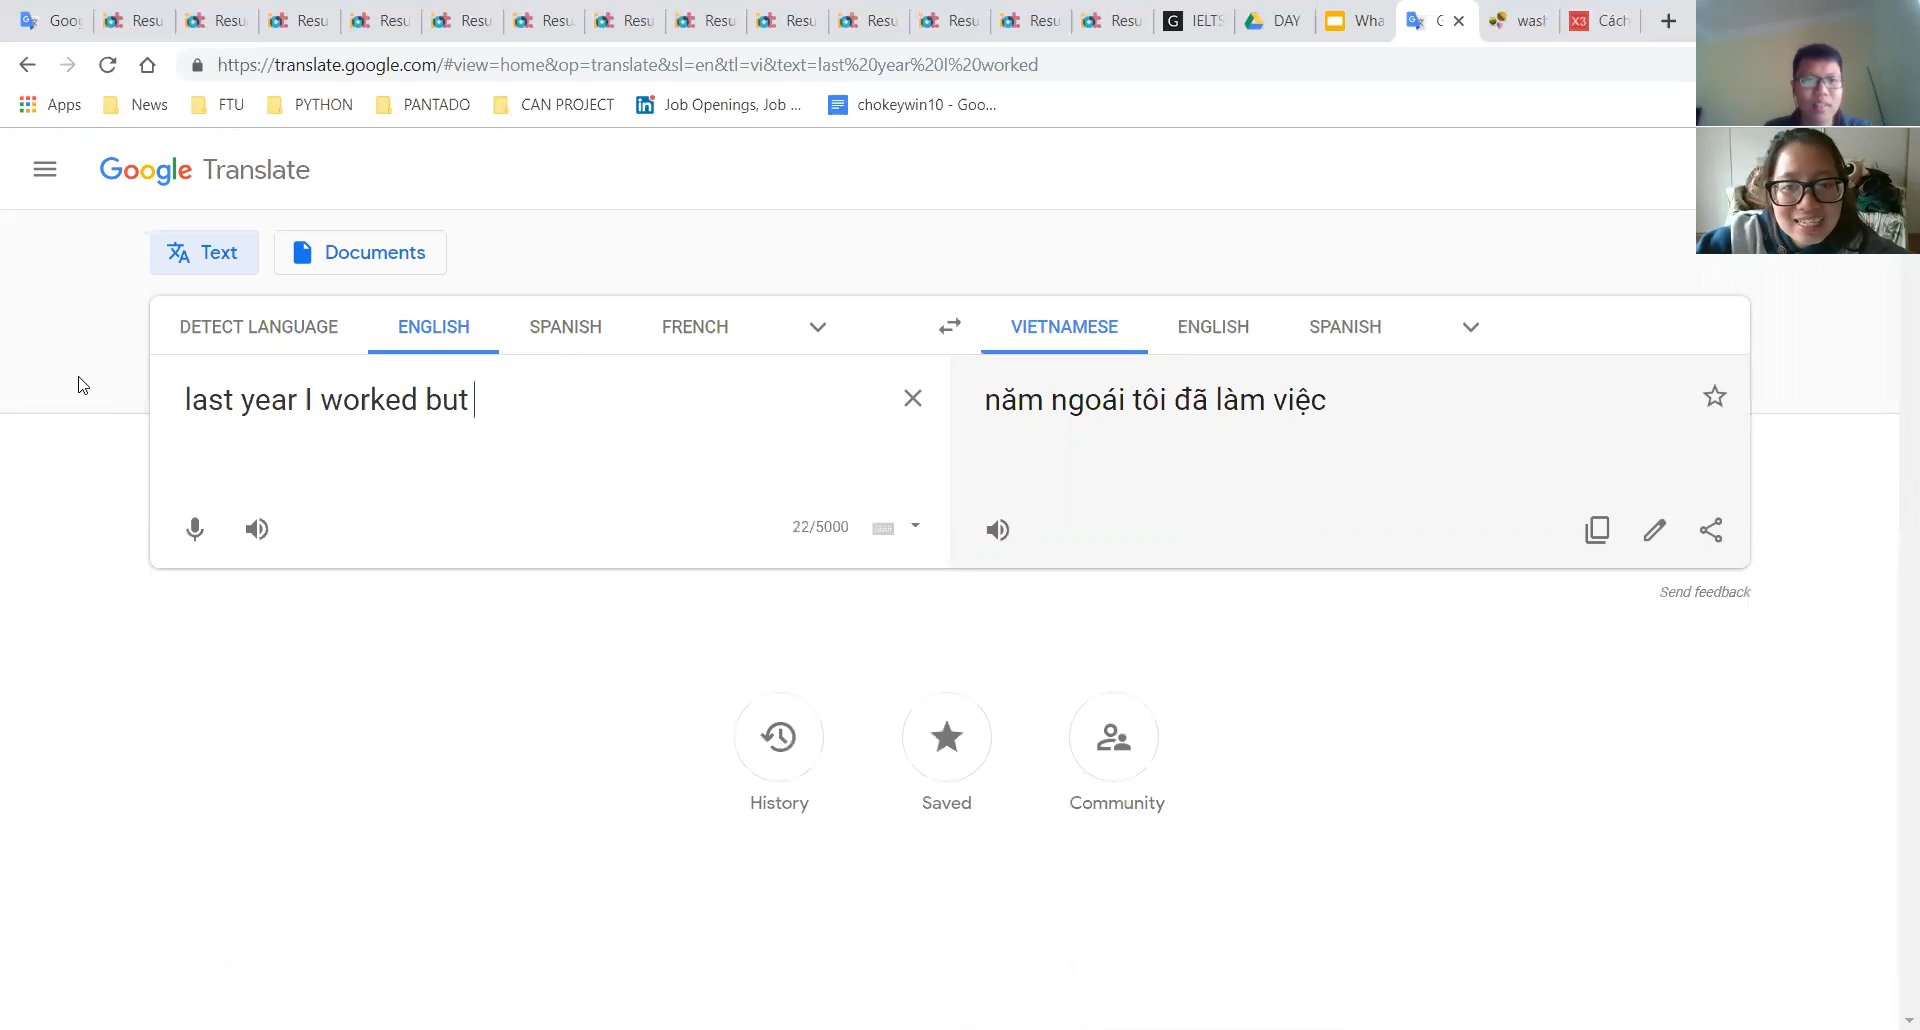 Goog Resu Resu Resu Resu Resu Resu Resu Resu Resu Resu Resu Resu Resu IELTS DAY Wha G wash Cách
https://translate.google.com/#view=home&op=translate&sl=en&tl=vi&text=last%20year%20I%20worked
Apps News FTU PYTHON PANTADO CAN PROJECT Job Openings, Job ... chokeywin10 - Goo...
Google Translate
Text Documents
DETECT LANGUAGE ENGLISH SPANISH FRENCH VIETNAMESE ENGLISH SPANISH
last year I worked but
năm ngoái tôi đã làm việc
22/5000
Send feedback
History Saved Community